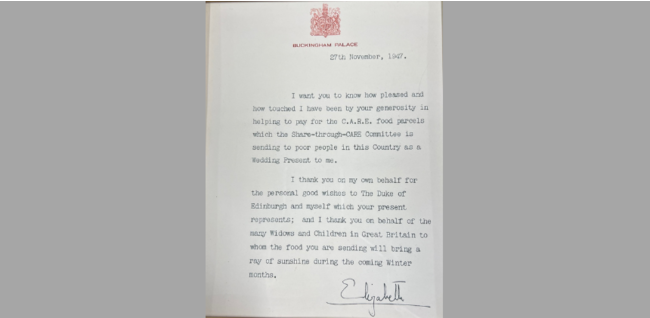 BUCKINGHAM PALACE
27th November, 1947.
I want you to know how pleased and
how touched I have been by your generosity in
helping to pay for the C.A.R.E. food parcels
which the Share-through-CARE Committee is
sending to poor people in this Country as a
Wedding Present to me.
I thank you on my own behalf for
the personal good wishes to The Duke of
Edinburgh and myself which your present
represents; and I thank you on behalf of the
many Widows and Children in Great Britain to
whom the food you are sending will bring a
ray of sunshine during the coming Winter
months.
Elizabeth